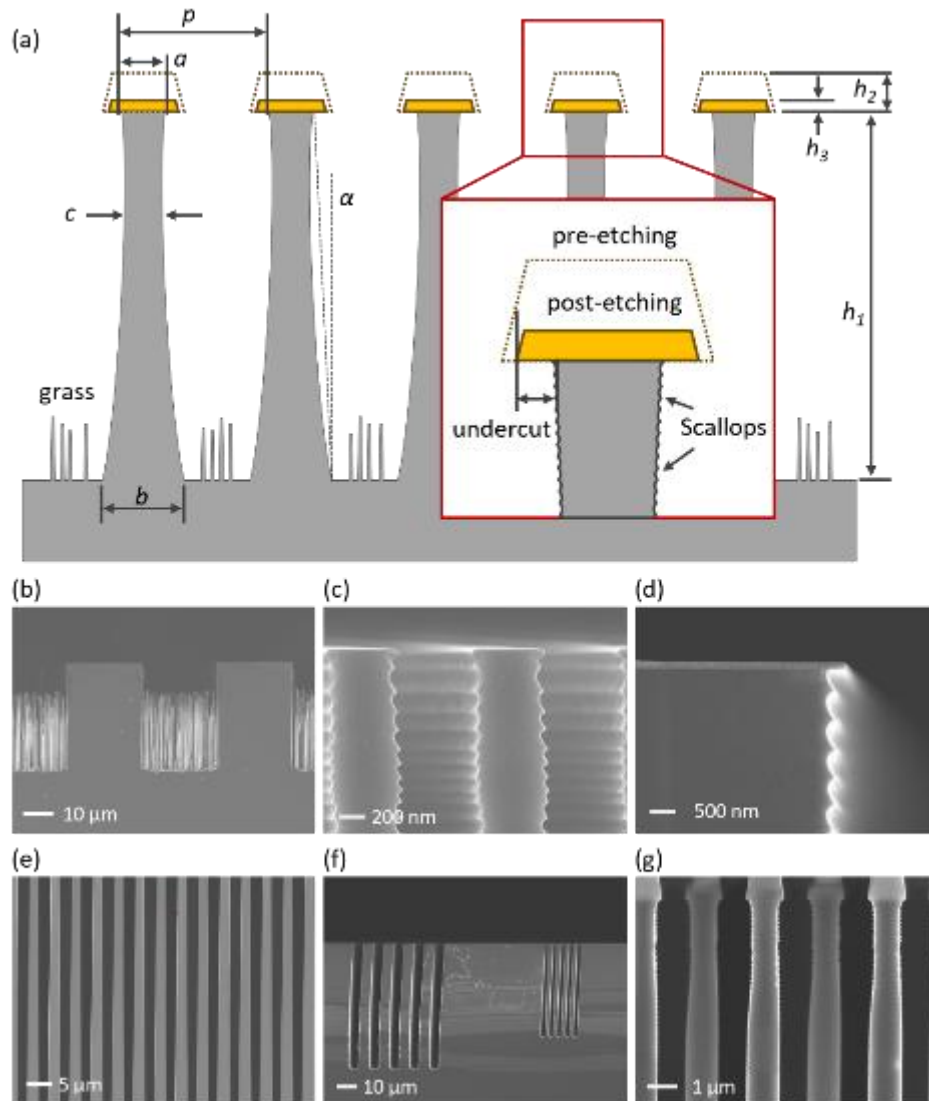 (a)
p
a
h2
h3
c
α
pre-etching
post-etching
h1
grass
undercut
Scallops
b
(b)
(c)
(d)
10 μm
200 nm
500 nm
(e)
(f)
(g)
5 μm
10 μm
1 μm